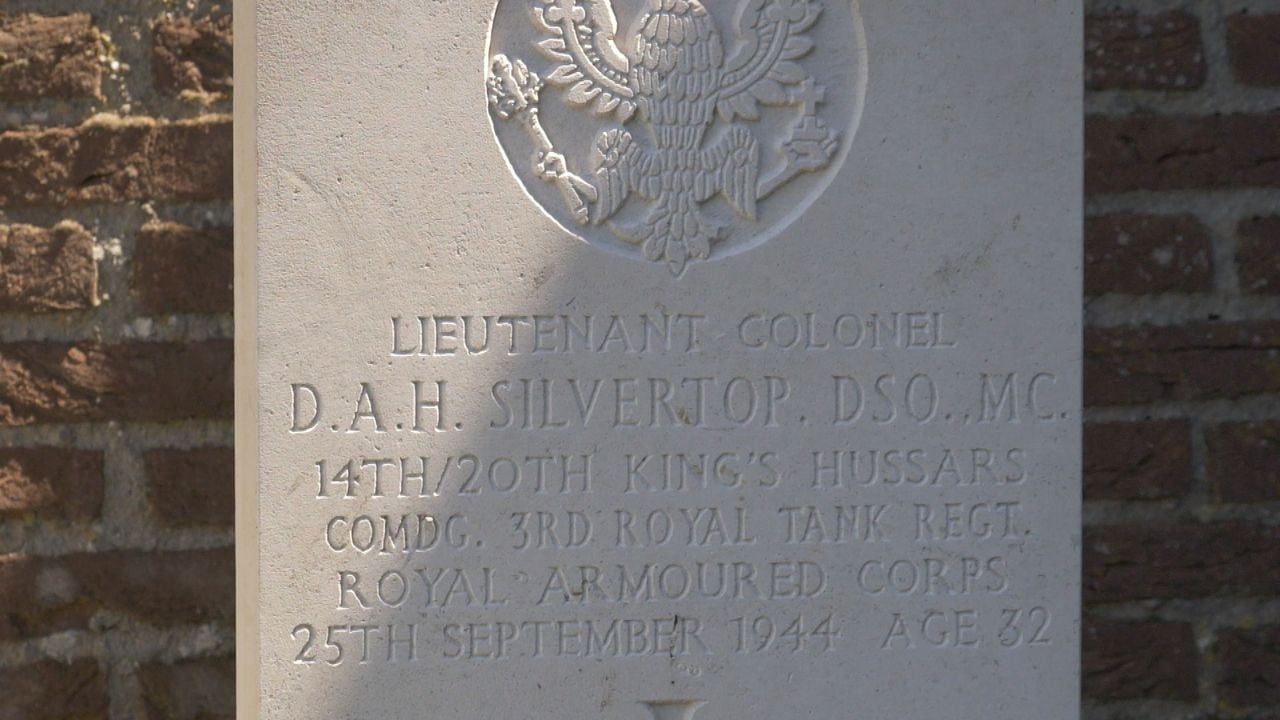 LIEUTENANT COLONEL
D.A.H. SILVERTOP. DSO.,MC.
14TH/20TH KING'S HUSSARS
COMDG. 3RD ROYAL TANK REGT.
ROYAL ARMOURED CORPS
25TH SEPTEMBER 1944 AGE 32